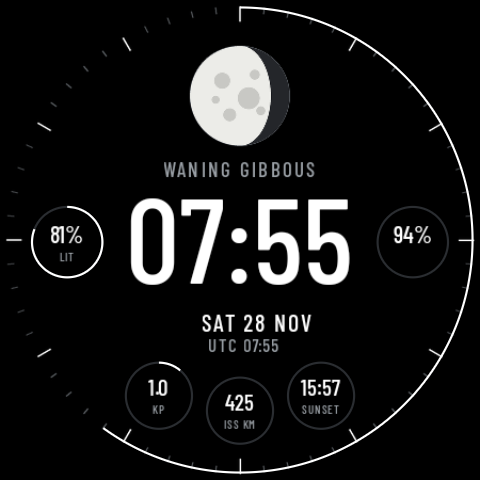 WANING GIBBOUS
81%
LIT
07:55
94%
SAT 28 NOV
UTC 07:55
1.0
KP
425
ISS KM
15:57
SUNSET